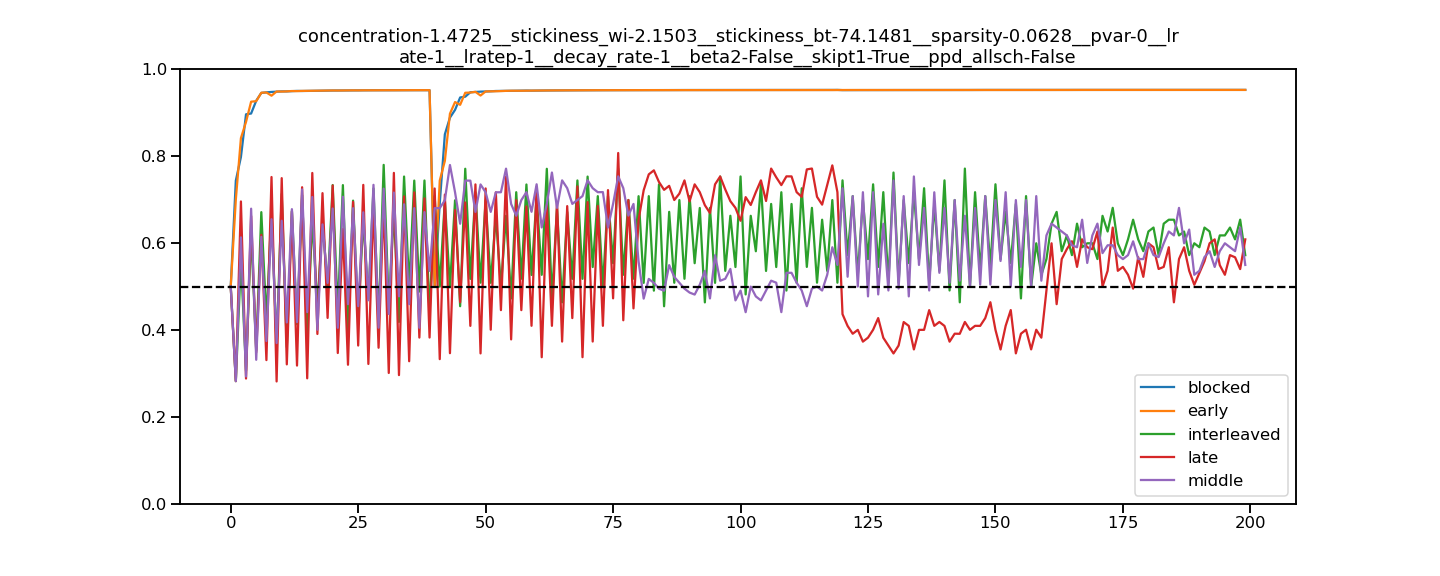 concentration-1.4725__stickiness_wi-2.1503__stickiness_bt-74.1481__sparsity-0.0628__pvar-0__lr
ate-1__lratep-1__decay_rate-1__beta2-False__skipt1-True__ppd_allsch-False
1.0
0.8
0.6
0.4
0.2
0.0
blocked
early
interleaved
late
middle
0 25 50 75 100 125 150 175 200